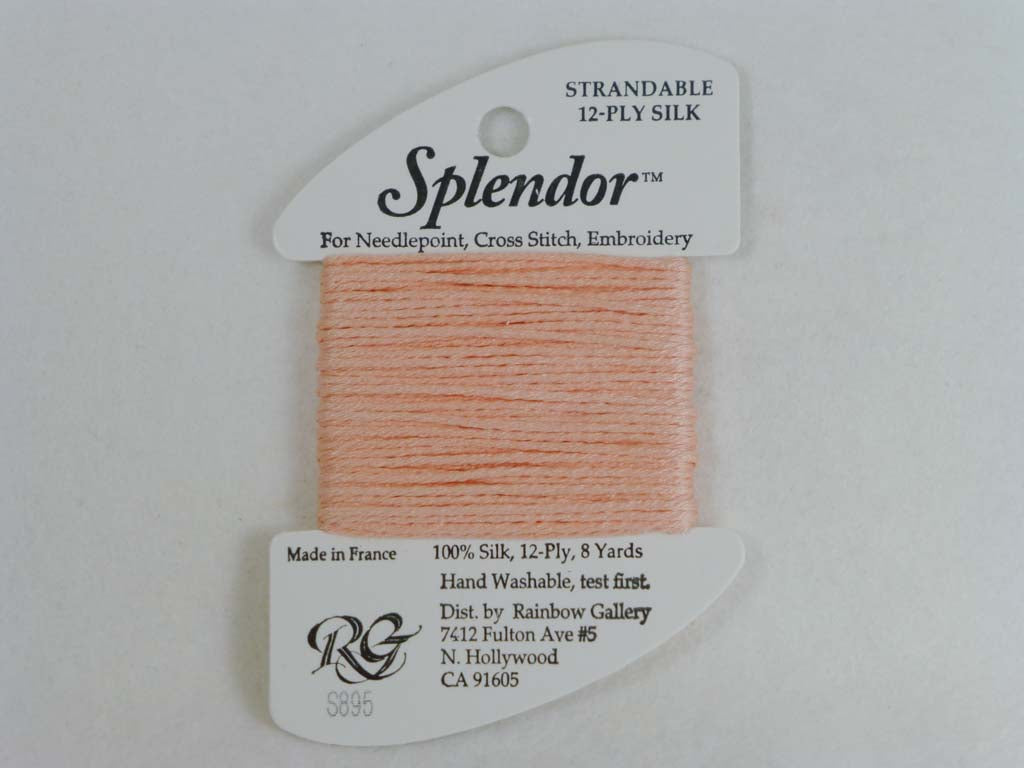 STRANDABLE
12-PLY SILK
Splendor™
For Needlepoint, Cross Stitch, Embroidery
Made in France
100% Silk, 12-Ply, 8 Yards
Hand Washable, test first.
Dist. by Rainbow Gallery
7412 Fulton Ave #5
N. Hollywood
CA 91605
RG
S895